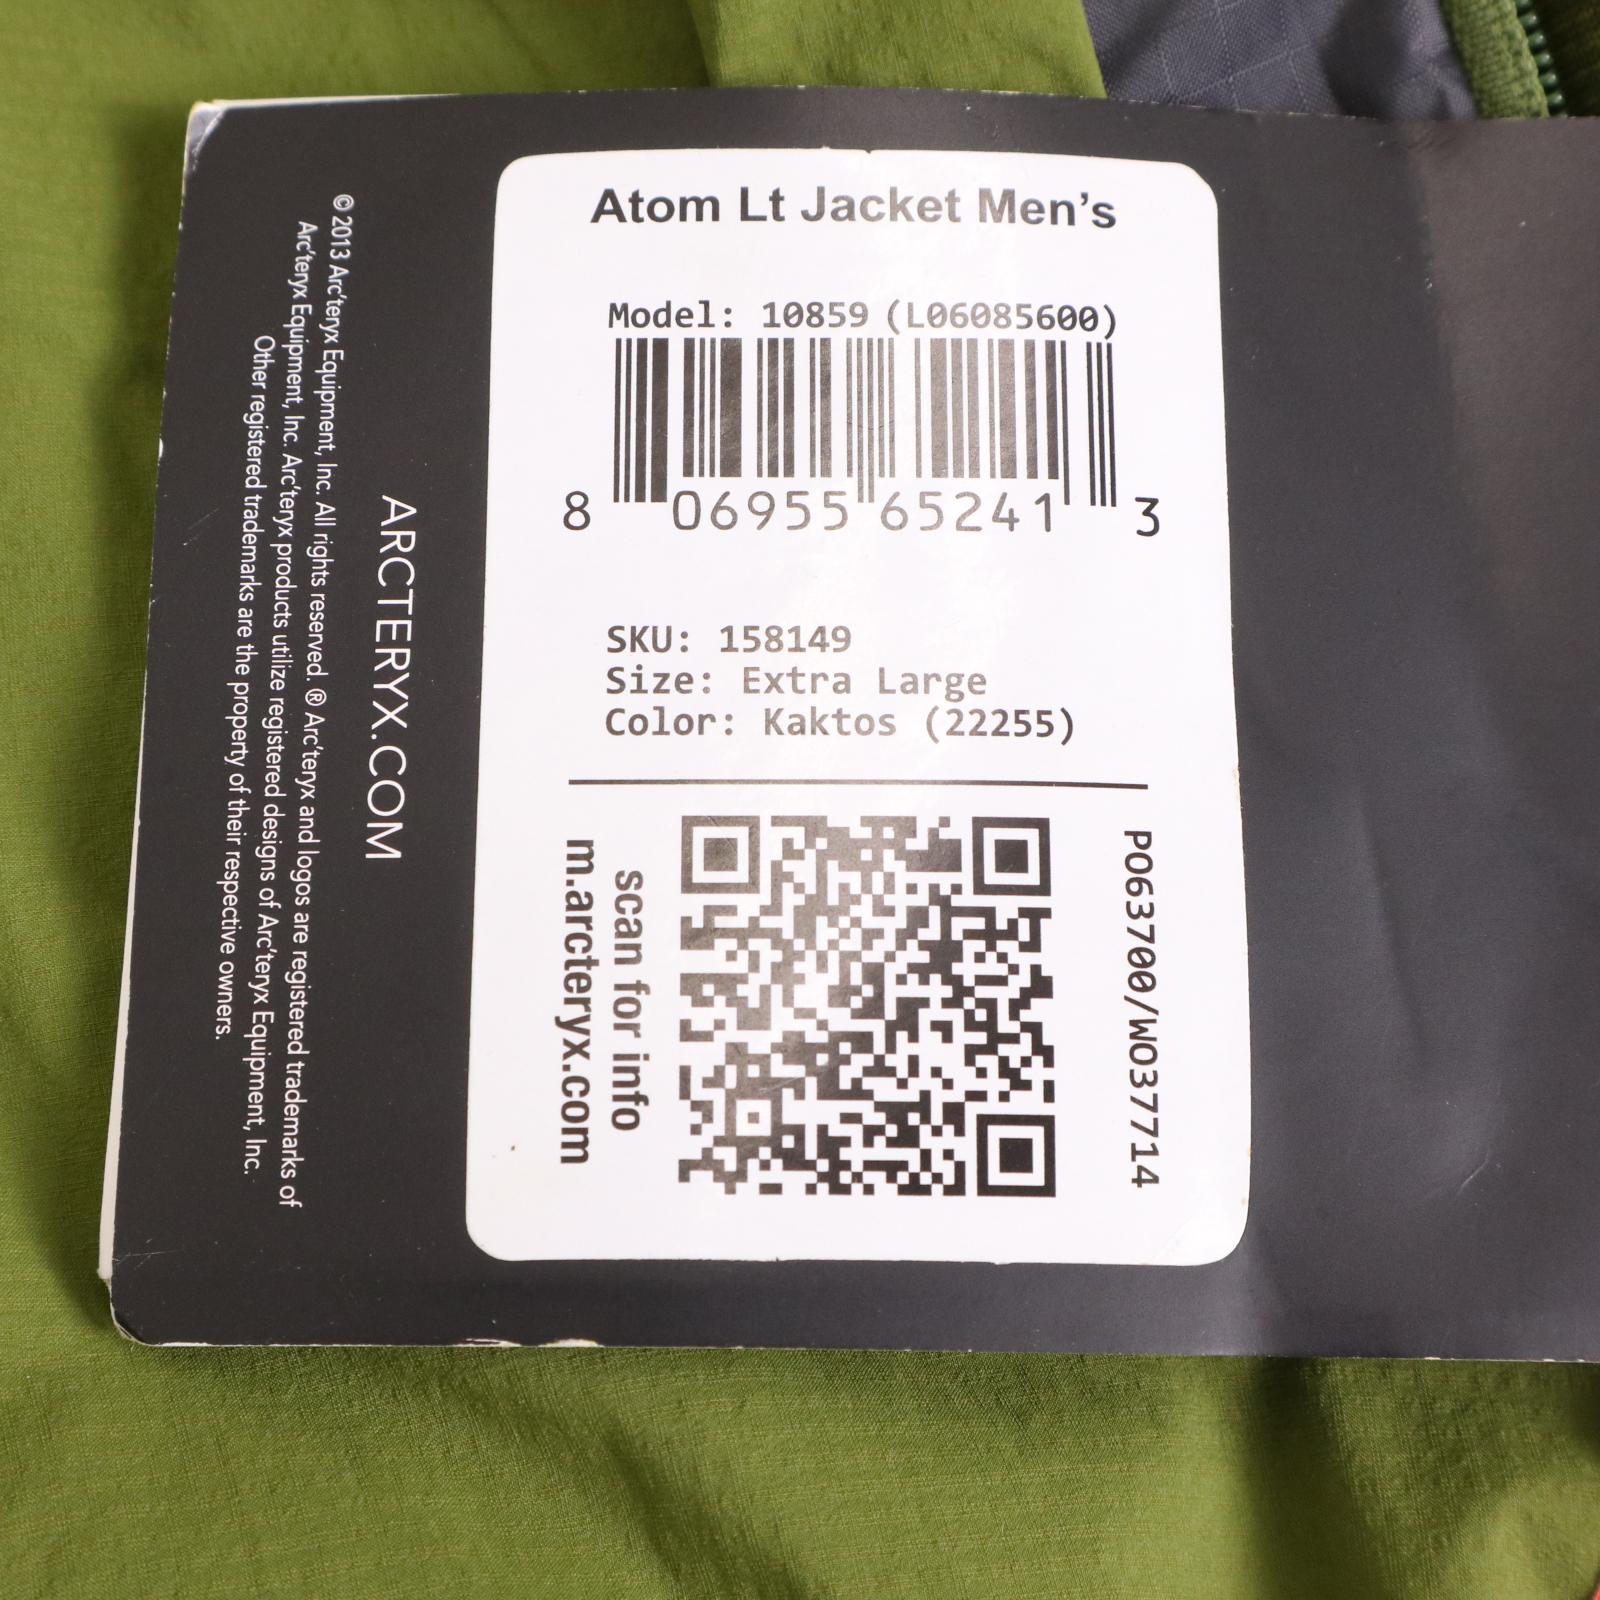 Atom Lt Jacket Men's
Model: 10859 (L06085600)
8 06955 65241 3
SKU: 158149
Size: Extra Large
Color: Kaktos (22255)
PO63700/WO37714
scan for info
m.arcteryx.com
ARCTERYX.COM
© 2013 Arc'teryx Equipment, Inc. All rights reserved. ® Arc'teryx and logos are registered trademarks of
Arc'teryx Equipment, Inc. Arc'teryx products utilize registered designs of Arc'teryx Equipment, Inc.
Other registered trademarks are the property of their respective owners.